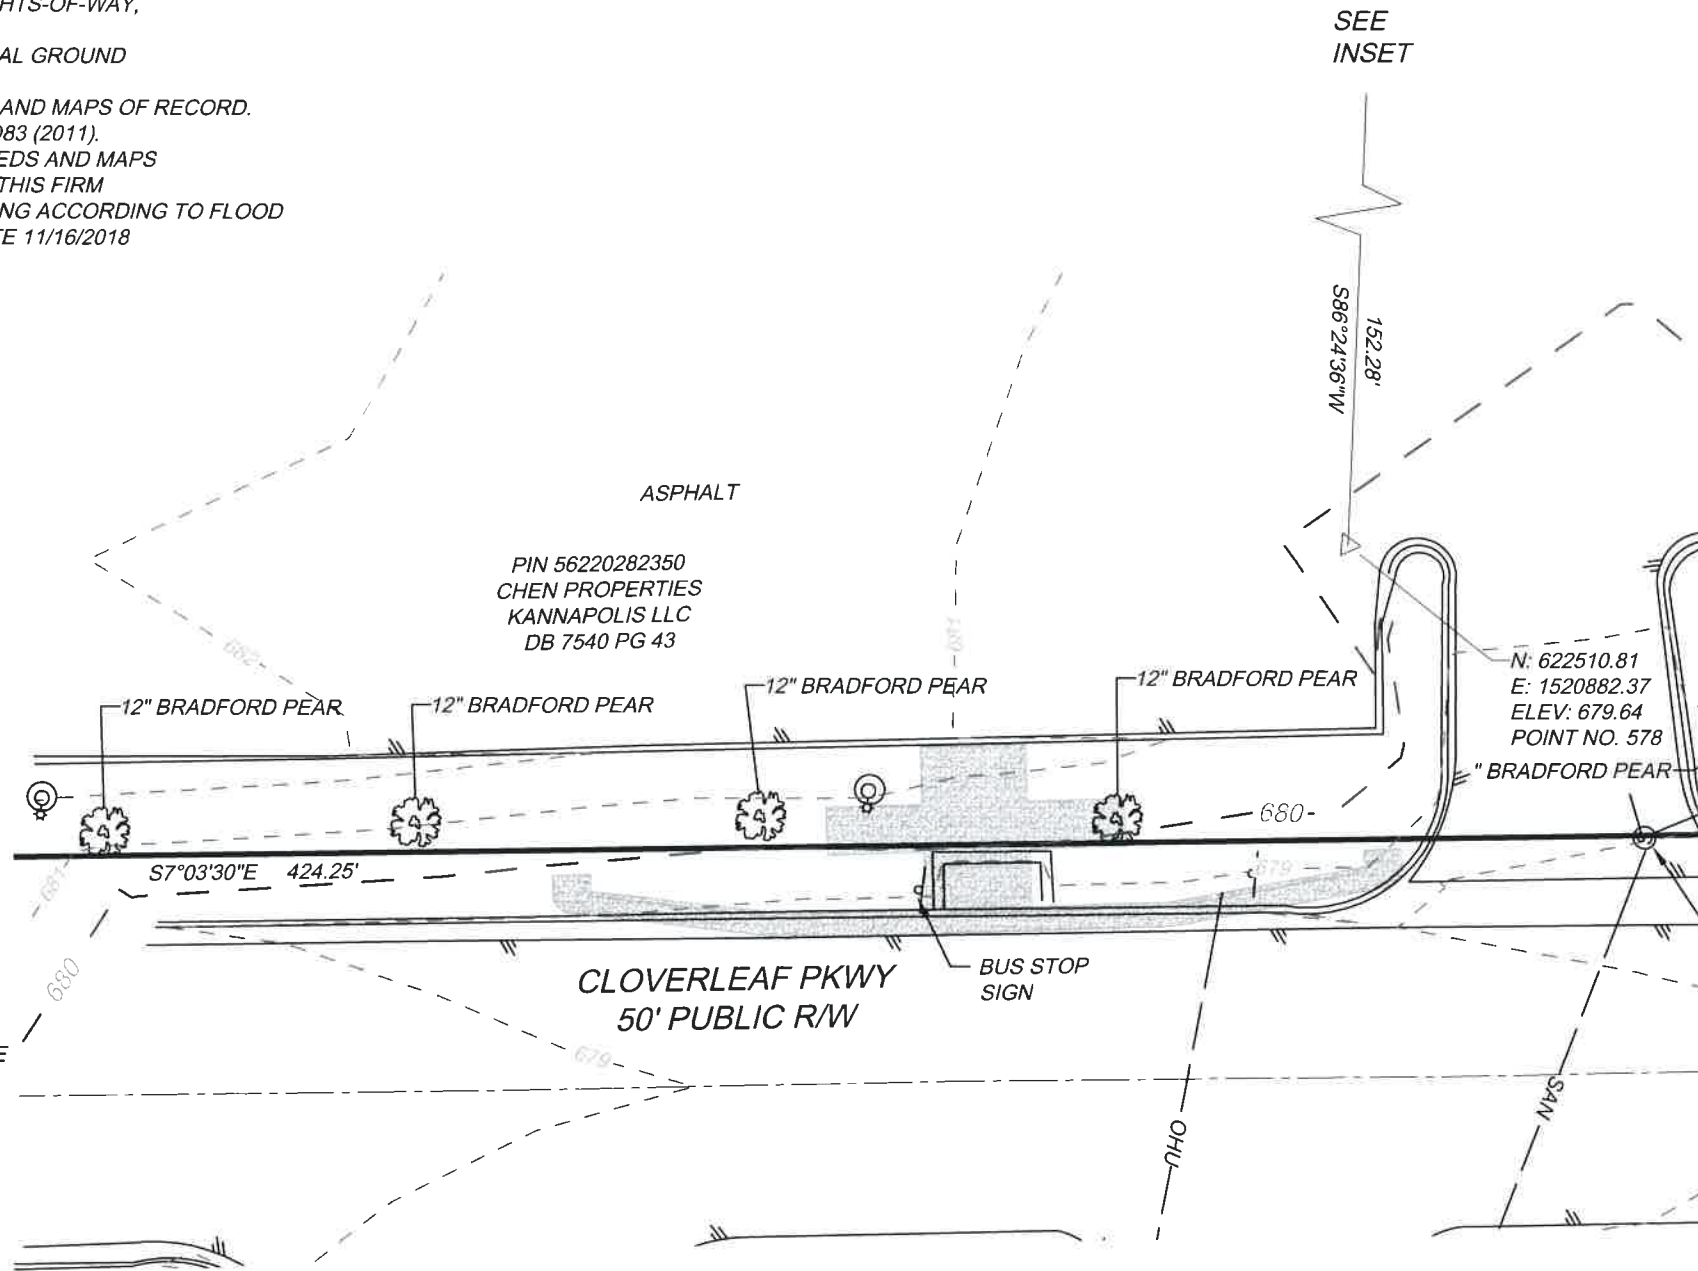 HTS-OF-WAY,
AL GROUND
AND MAPS OF RECORD.
083 (2011).
EDS AND MAPS
THIS FIRM
NG ACCORDING TO FLOOD
TE 11/16/2018
SEE
INSET
152.28'
S86°24'36"W
ASPHALT
PIN 56220282350
CHEN PROPERTIES
KANNAPOLIS LLC
DB 7540 PG 43
682
681
12" BRADFORD PEAR
12" BRADFORD PEAR
12" BRADFORD PEAR
12" BRADFORD PEAR
N: 622510.81
E: 1520882.37
ELEV: 679.64
POINT NO. 578
" BRADFORD PEAR
680
S7°03'30"E 424.25'
681
679
680
CLOVERLEAF PKWY
50' PUBLIC R/W
BUS STOP
SIGN
E
679
SAN
OHU